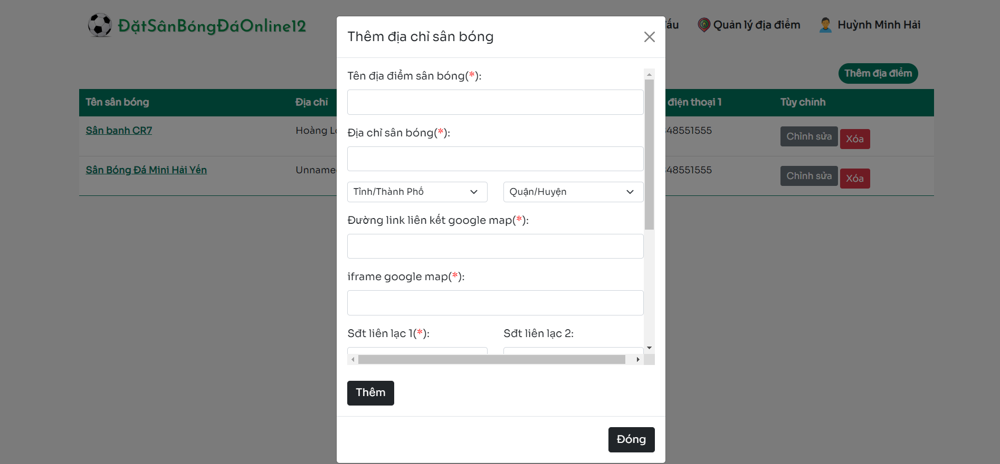 ĐặtSânBóngĐáOnline12
Quản lý địa điểm
Huỳnh Minh Hải
Thêm địa điểm
Tên sân bóng
Địa chỉ
điện thoại 1
Tùy chỉnh
Sân banh CR7
Hoàng
48551555
Chỉnh sửa
Xóa
Sân Bóng Đá Mini Hải Yến
Unname
48551555
Chỉnh sửa
Xóa
Thêm địa chỉ sân bóng
Tên địa điểm sân bóng(*):
Địa chỉ sân bóng(*):
Tỉnh/Thành Phố
Quận/Huyện
Đường link liên kết google map(*):
iframe google map(*):
Sđt liên lạc 1(*):
Sđt liên lạc 2:
Thêm
Đóng